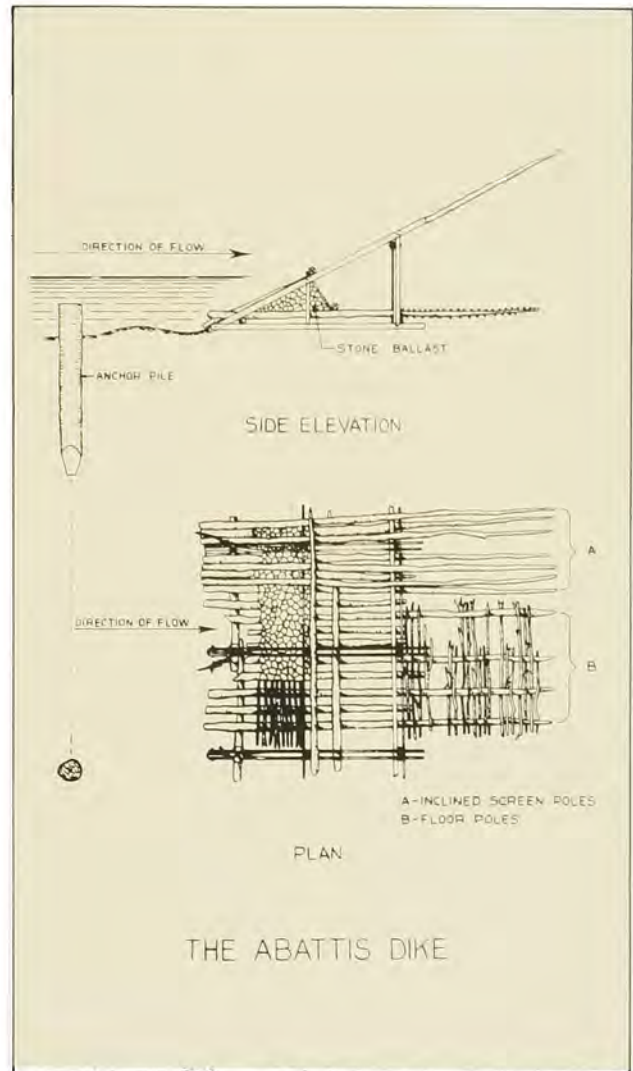 DIRECTION OF FLOW
STONE BALLAST
ANCHOR PILE
SIDE ELEVATION
A
DIRECTION OF FLOW
B
A-INCLINED SCREEN POLES
B-FLOOR POLES
PLAN
THE ABATTIS DIKE